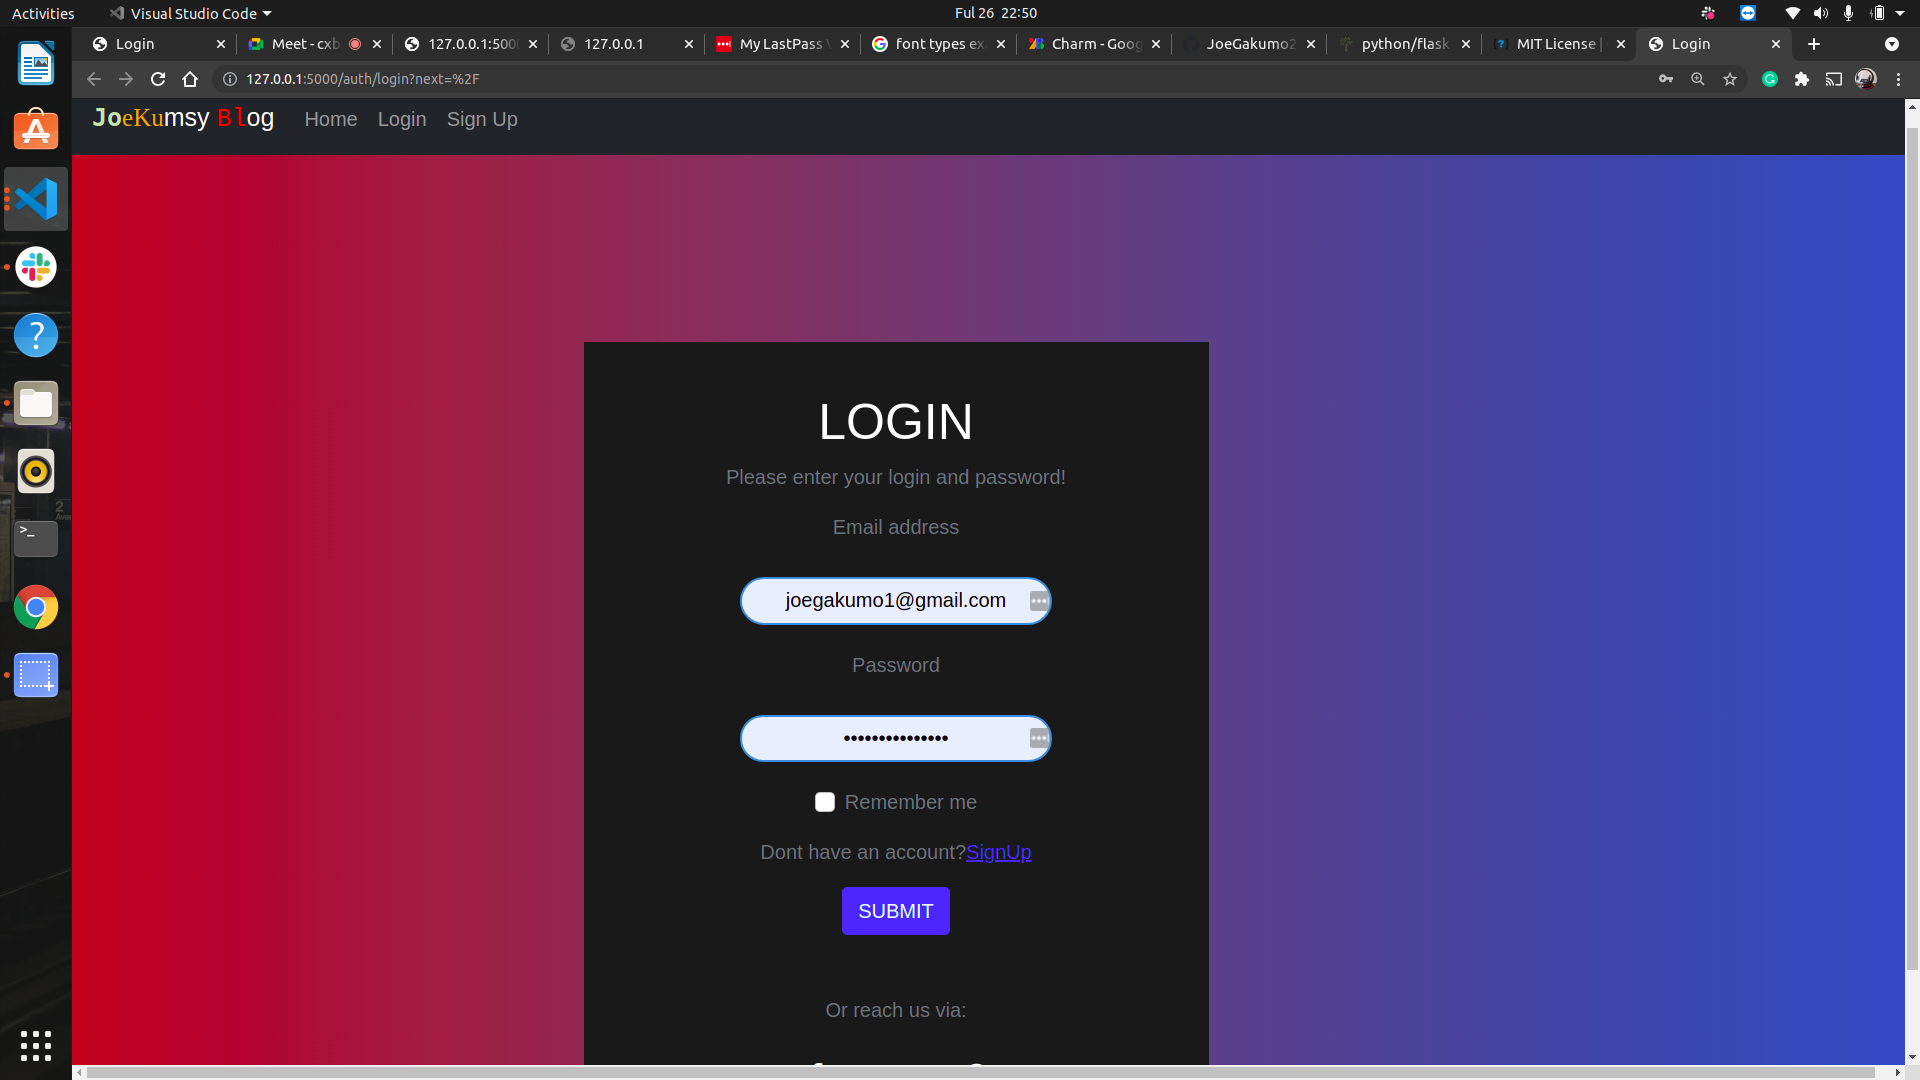 Activities
Visual Studio Code
Ful 26 22:50
Login
Meet - cxb
127.0.0.1:500
127.0.0.1
My LastPass
font types ex
Charm - Goog
JoeGakumo2
python/flask
MIT License |
Login
127.0.0.1:5000/auth/login?next=%2F
JoeKumsy Blog
Home
Login
Sign Up
LOGIN
Please enter your login and password!
Email address
joegakumo1@gmail.com
Password
•••••••••••••••
Remember me
Dont have an account?SignUp
SUBMIT
Or reach us via: